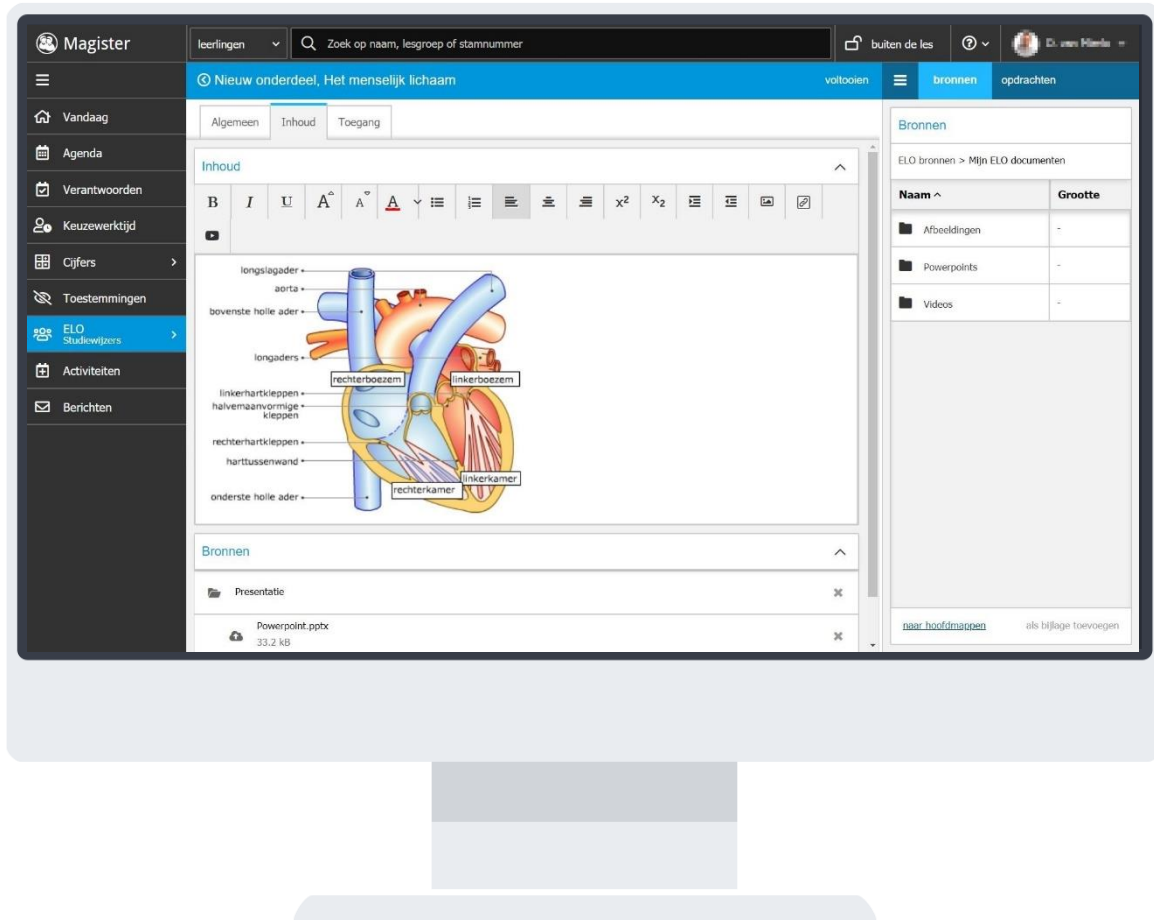 Magister
leerlingen
Zoek op naam, lesgroep of stamnummer
buiten de les
Nieuw onderdeel, Het menselijk lichaam
voltooien
bronnen
opdrachten
Vandaag
Agenda
Verantwoorden
Keuzewerktijd
Cijfers
Toestemmingen
ELO
Studiewijzers
Activiteiten
Berichten
Algemeen
Inhoud
Toegang
Inhoud
B I U A A A x² x₂
longslagader
aorta
bovenste holle ader
longaders
rechterboezem
linkerboezem
linkerhartkleppen
halvemaanvormige
kleppen
rechterhartkleppen
harttussenwand
linkerkamer
rechterkamer
onderste holle ader
Bronnen
Presentatie
Powerpoint.pptx
33.2 kB
Bronnen
ELO bronnen > Mijn ELO documenten
Naam Grootte
Afbeeldingen -
Powerpoints -
Videos -
naar hoofdmappen
als bijlage toevoegen